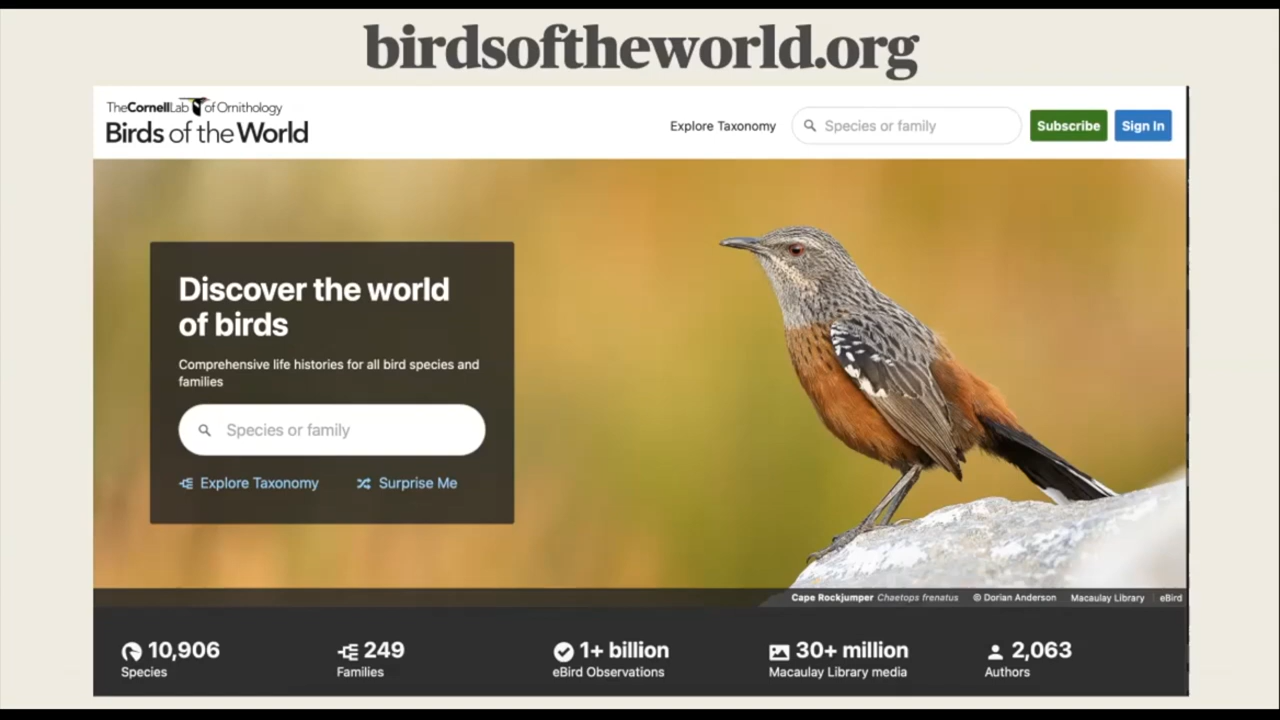 birdsoftheworld.org
TheCornellLab of Ornithology
Birds of the World
Explore Taxonomy
Species or family
Subscribe
Sign In
Discover the world
of birds
Comprehensive life histories for all bird species and
families
Species or family
Explore Taxonomy
Surprise Me
Cape Rockjumper Chaetops frenatus © Dorian Anderson Macaulay Library eBird
10,906
Species
249
Families
1+ billion
eBird Observations
30+ million
Macaulay Library media
2,063
Authors